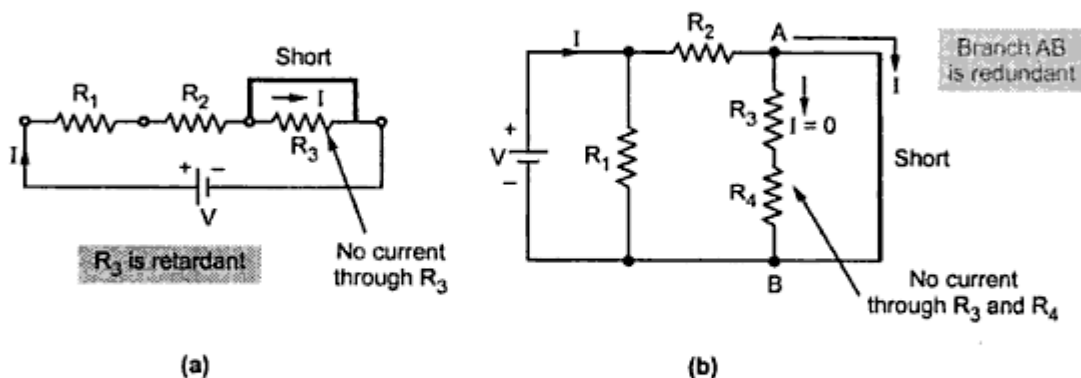 Short
I
R1
R2
R3
I
+
−
V
No current
through R3
R3 is retardant
(a)
I
R2
A
I
Branch AB
is redundant
R3
I = 0
+
V
−
R1
Short
R4
B
No current
through R3 and R4
(b)